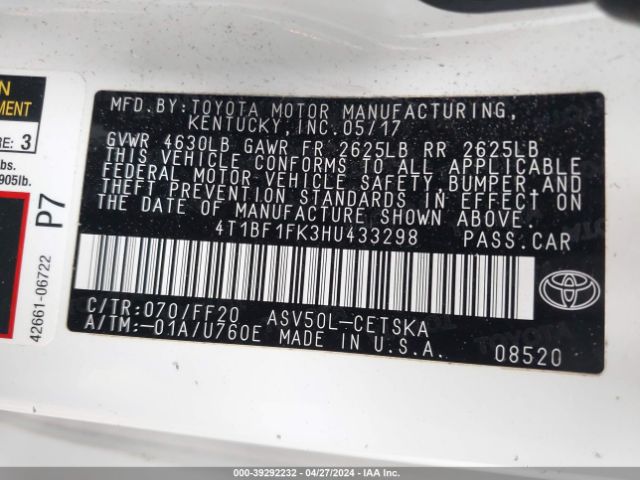 MFD.BY:TOYOTA MOTOR MANUFACTURING,
KENTUCKY,INC.05/17
GVWR 4630LB GAWR FR 2625LB RR 2625LB
THIS VEHICLE CONFORMS TO ALL APPLICABLE
FEDERAL MOTOR VEHICLE SAFETY,BUMPER,AND
THEFT PREVENTION STANDARDS IN EFFECT ON
THE DATE OF MANUFACTURE SHOWN ABOVE.
4T1BF1FK3HU433298 PASS.CAR
C/TR:070/FF20 ASV50L-CETSKA
A/TM:-01A/U760E MADE IN U.S.A.
08520
TOYOTA
3
905lb.
P7
42661-06722
000-39292232 - 04/27/2024 - IAA Inc.